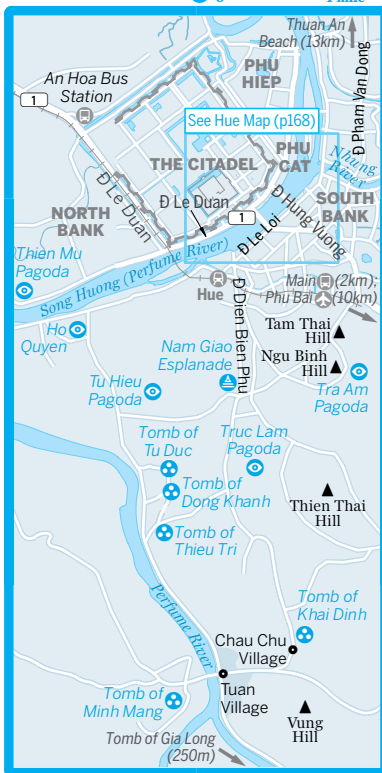 1 mile
Thuan An
Beach (13km)
PHU
HIEP
An Hoa Bus
Station
1
Đ Pham Van Dong
See Hue Map (p168)
Nhung
River
THE CITADEL
PHU
CAT
Đ Le Duan
Đ Le Duan
1
Đ Hung Vuong
SOUTH
BANK
NORTH
BANK
Đ Le Loi
Thien Mu
Pagoda
Song Huong (Perfume River)
Hue
Main (2km);
Phu Bai (10km)
Đ Dien Bien Phu
Ho
Quyen
Tam Thai
Hill
Nam Giao
Esplanade
Ngu Binh
Hill
Tu Hieu
Pagoda
Tra Am
Pagoda
Tomb of
Tu Duc
Truc Lam
Pagoda
Tomb of
Dong Khanh
Thien Thai
Hill
Tomb of
Thieu Tri
Perfume River
Tomb of
Khai Dinh
Chau Chu
Village
Tuan
Village
Tomb of
Minh Mang
Vung
Hill
Tomb of Gia Long
(250m)